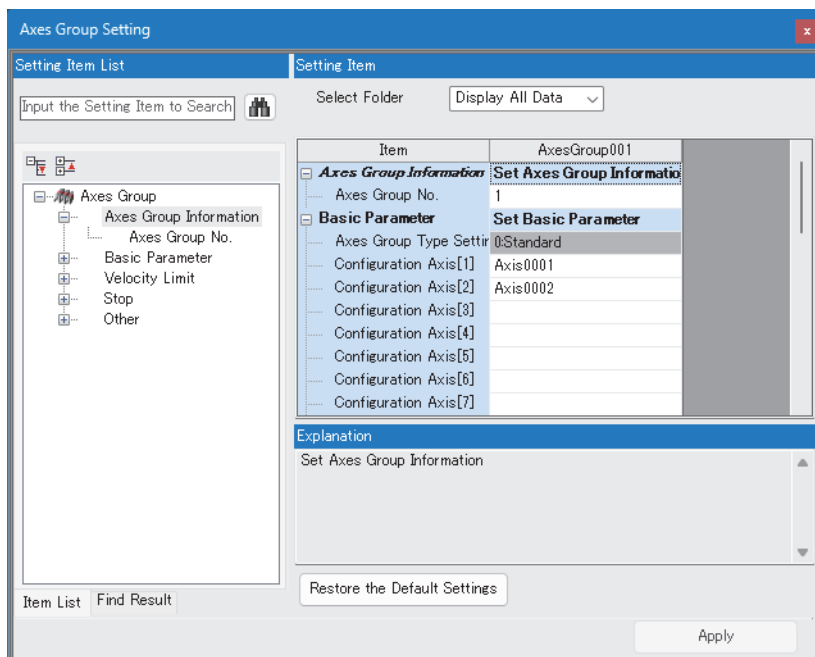 Axes Group Setting
x
Setting Item List
Input the Setting Item to Search
Axes Group
Axes Group Information
Axes Group No.
Basic Parameter
Velocity Limit
Stop
Other
Item List
Find Result
Setting Item
Select Folder
Display All Data
Item AxesGroup001
Axes Group Information Set Axes Group Informatio
Axes Group No. 1
Basic Parameter Set Basic Parameter
Axes Group Type Settir 0:Standard
Configuration Axis[1] Axis0001
Configuration Axis[2] Axis0002
Configuration Axis[3]
Configuration Axis[4]
Configuration Axis[5]
Configuration Axis[6]
Configuration Axis[7]
Explanation
Set Axes Group Information
Restore the Default Settings
Apply